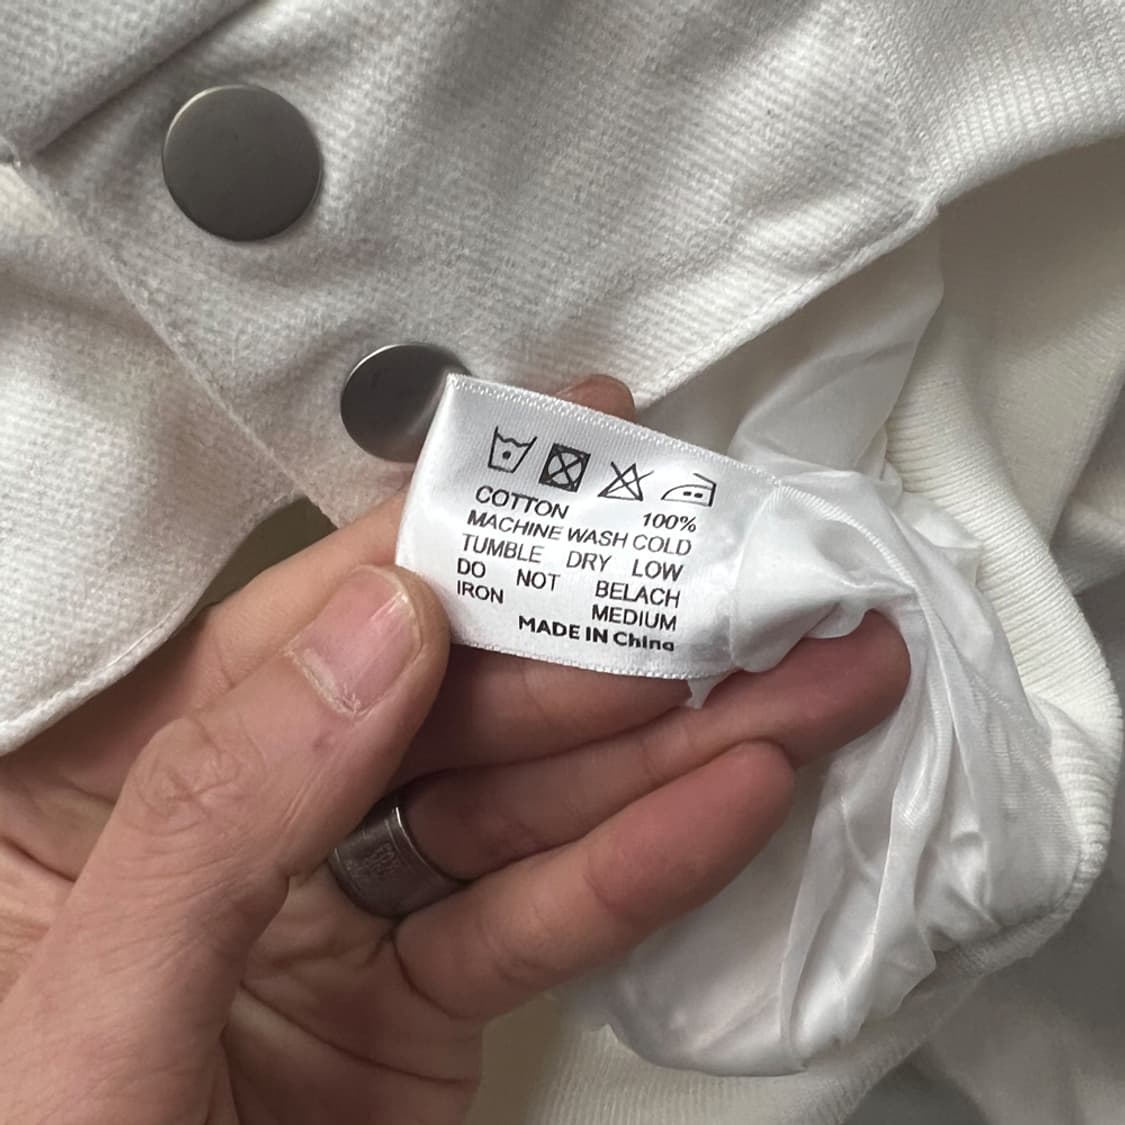 COTTON 100%
MACHINE WASH COLD
TUMBLE DRY LOW
DO NOT BELACH
IRON MEDIUM
MADE IN China